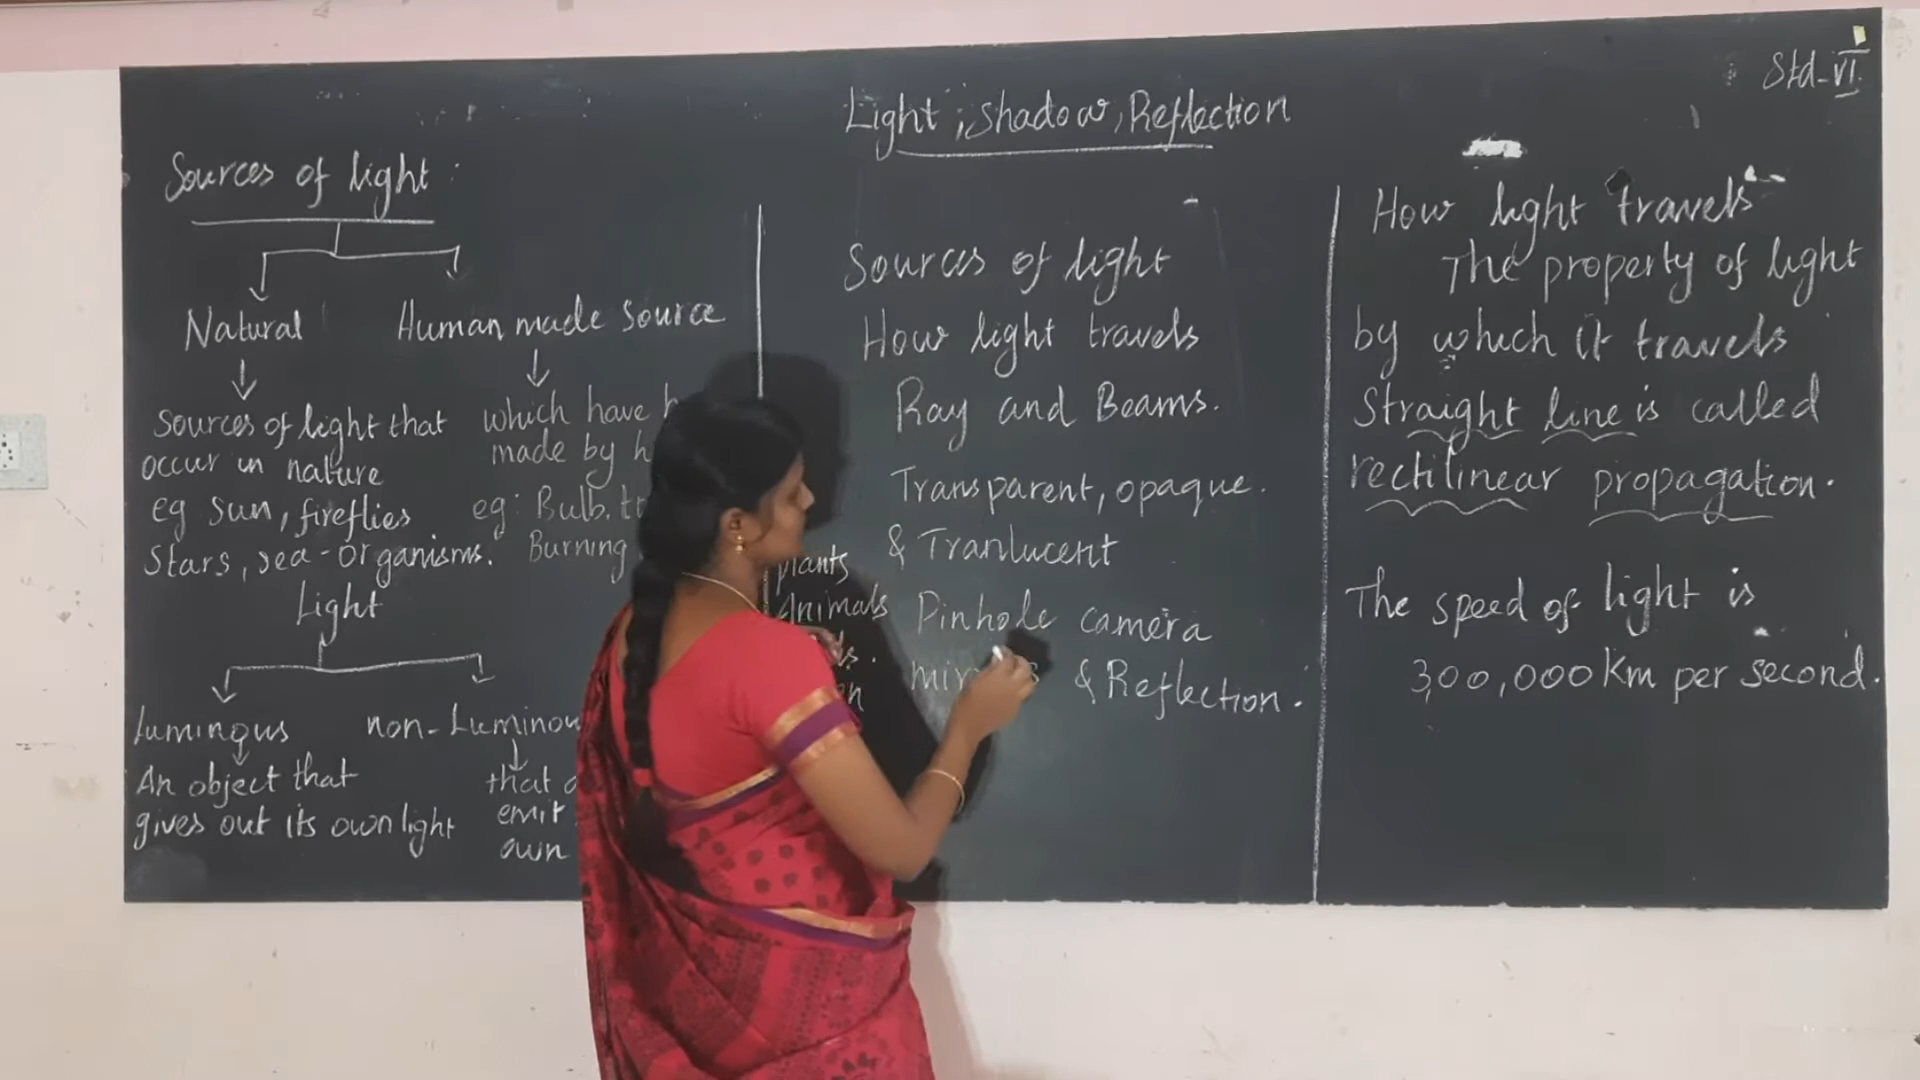 Std-VI
Light, Shadow, Reflection
Sources of light :
Natural
Human made Source
Sources of light that
occur in nature
eg Sun, fireflies
Stars, sea-organisms.
which have
made by
eg: Bulb.
Burning
Light
Luminous
non-Luminous
An object that
gives out its own light
that
emit
own
plants
Animals
Sources of light
How light travels
Ray and Beams.
Transparent, opaque.
& Tranlucent
Pinhole camera
& Reflection.
How light travels
The property of light
by which it travels
Straight line is called
rectilinear propagation.
The speed of light is
300,000 Km per second.